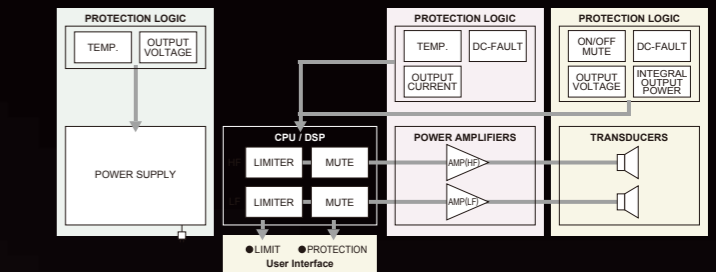 PROTECTION LOGIC
TEMP.
OUTPUT
VOLTAGE
POWER SUPPLY
PROTECTION LOGIC
TEMP.
DC-FAULT
OUTPUT
CURRENT
PROTECTION LOGIC
ON/OFF
MUTE
DC-FAULT
OUTPUT
VOLTAGE
INTEGRAL
OUTPUT
POWER
CPU / DSP
HF
LIMITER
MUTE
LF
LIMITER
MUTE
POWER AMPLIFIERS
AMP(HF)
AMP(LF)
TRANSDUCERS
●LIMIT ●PROTECTION
User Interface